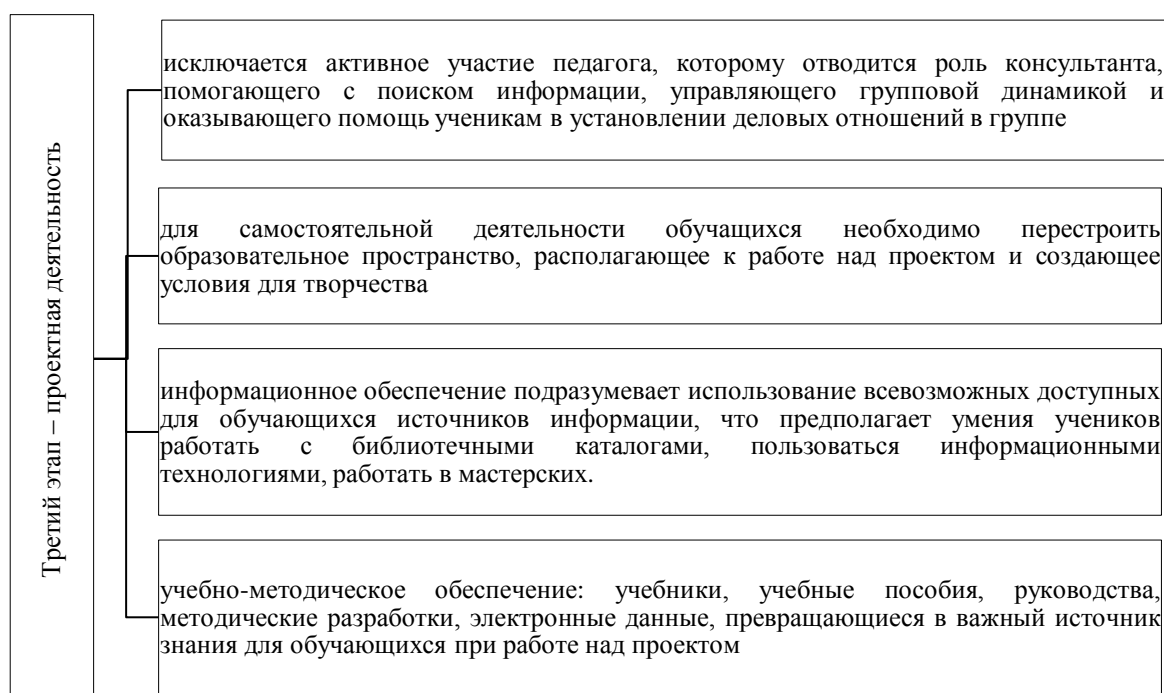 Третий этап – проектная деятельность
исключается активное участие педагога, которому отводится роль консультанта,
помогающего с поиском информации, управляющего групповой динамикой и
оказывающего помощь ученикам в установлении деловых отношений в группе
для самостоятельной деятельности обучащихся необходимо перестроить
образовательное пространство, располагающее к работе над проектом и создающее
условия для творчества
информационное обеспечение подразумевает использование всевозможных доступных
для обучающихся источников информации, что предполагает умения учеников
работать с библиотечными каталогами, пользоваться информационными
технологиями, работать в мастерских.
учебно-методическое обеспечение: учебники, учебные пособия, руководства,
методические разработки, электронные данные, превращающиеся в важный источник
знания для обучающихся при работе над проектом